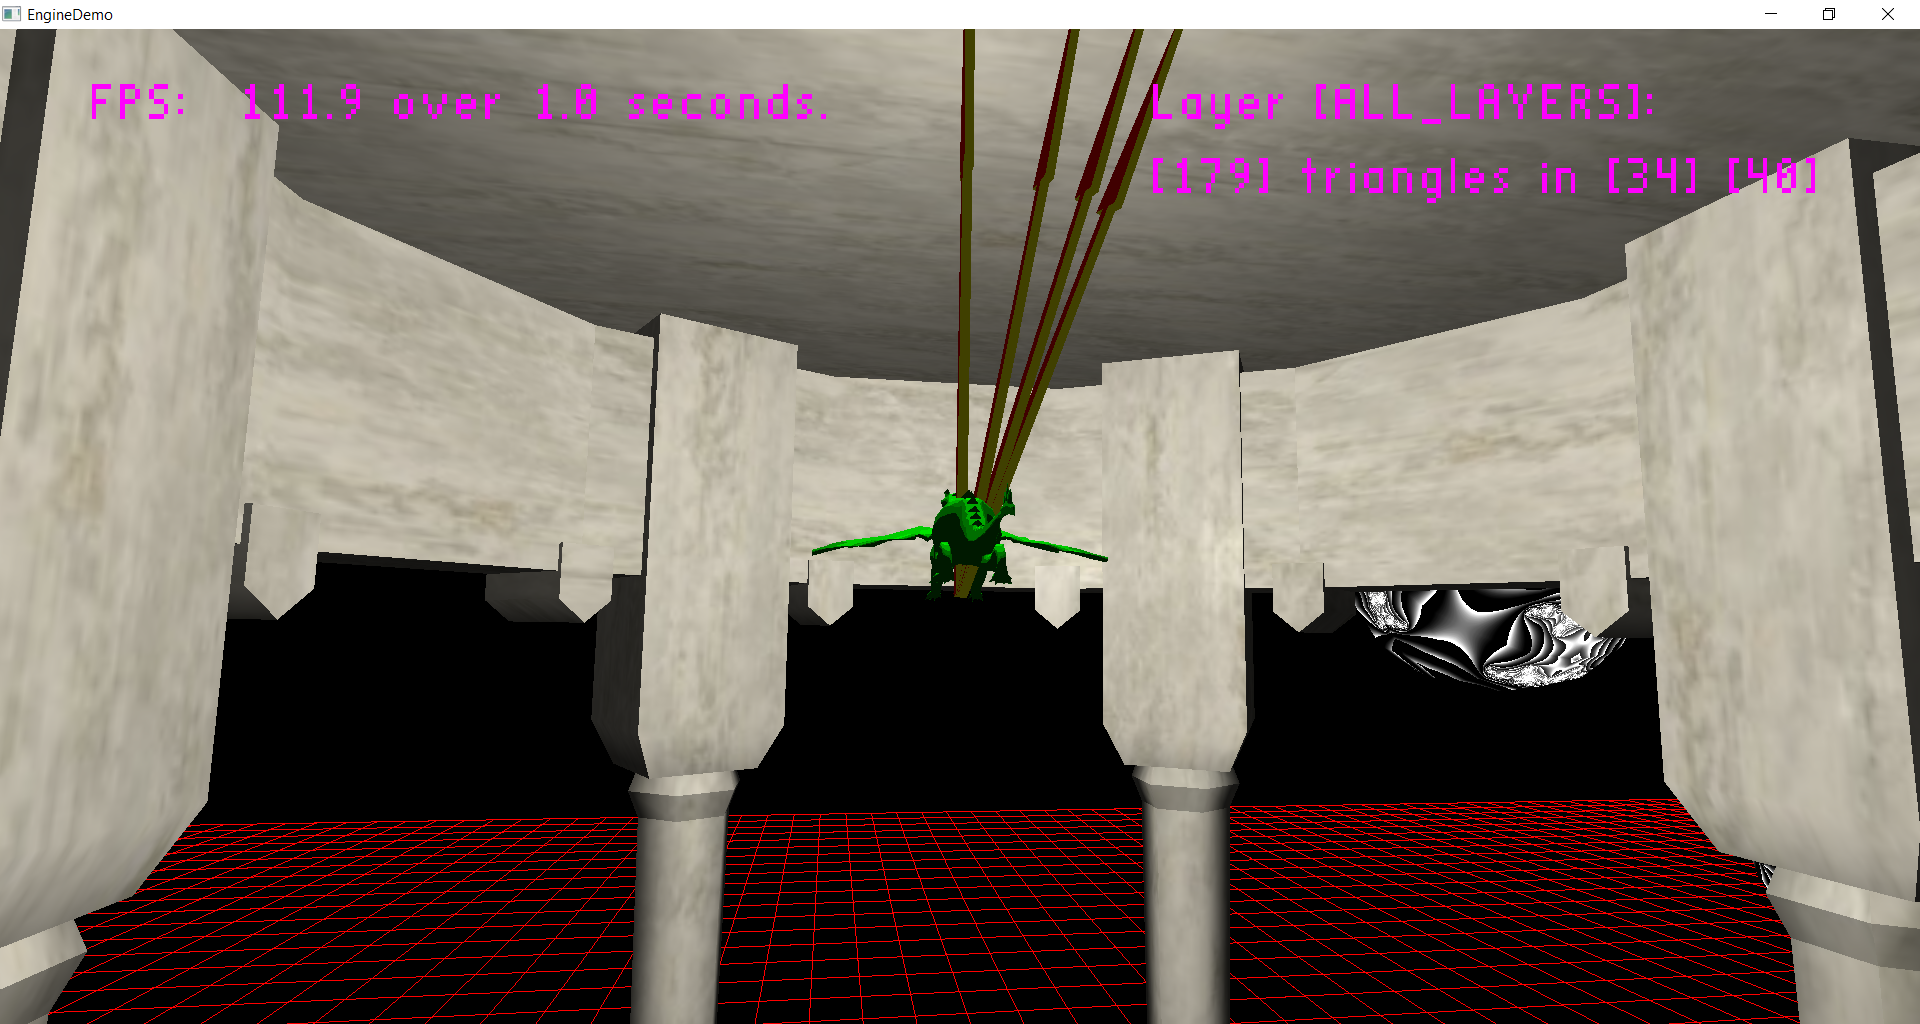 EngineDemo
FPS:  111.9 over 1.0 seconds.
Layer [ALL_LAYERS]:
[179] triangles in [34] [40]